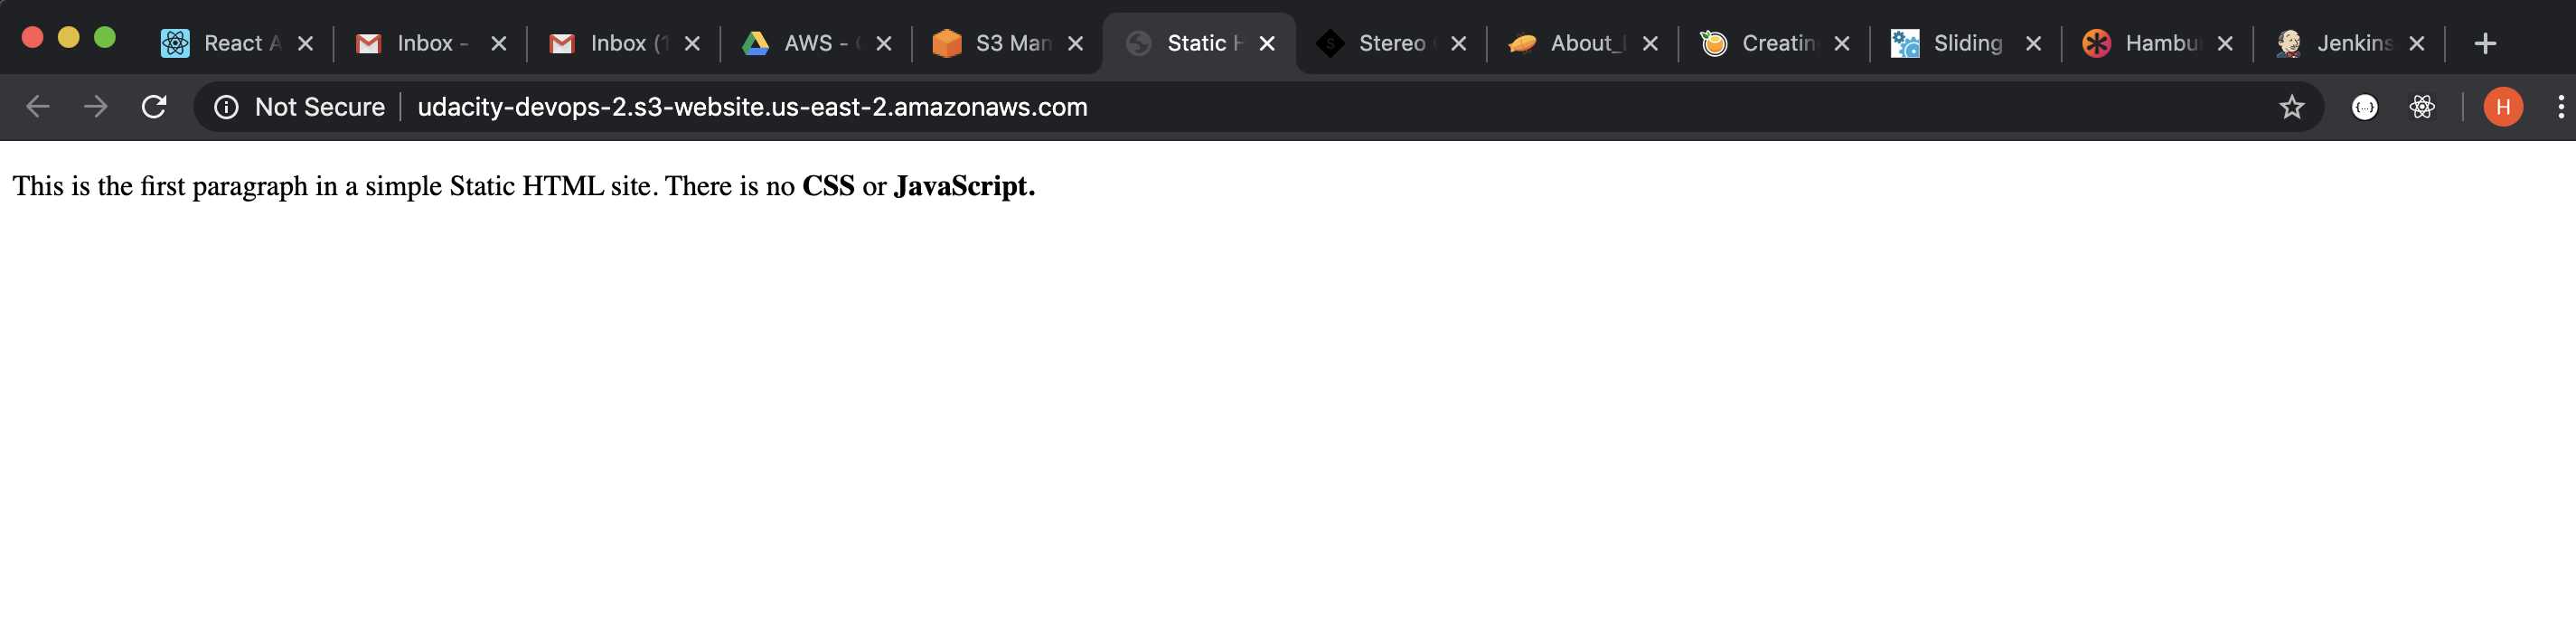 React A Inbox - Inbox (1 AWS - S3 Man Static H Stereo About_ Creatin Sliding Hambu Jenkins
Not Secure udacity-devops-2.s3-website.us-east-2.amazonaws.com H
This is the first paragraph in a simple Static HTML site. There is no CSS or JavaScript.